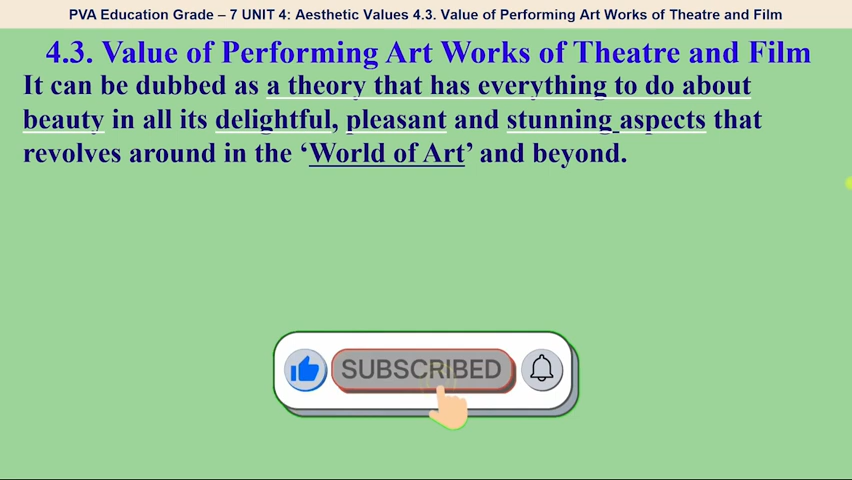 PVA Education Grade – 7 UNIT 4: Aesthetic Values 4.3. Value of Performing Art Works of Theatre and Film
4.3. Value of Performing Art Works of Theatre and Film
It can be dubbed as a theory that has everything to do about
beauty in all its delightful, pleasant and stunning aspects that
revolves around in the ‘World of Art’ and beyond.
SUBSCRIBED